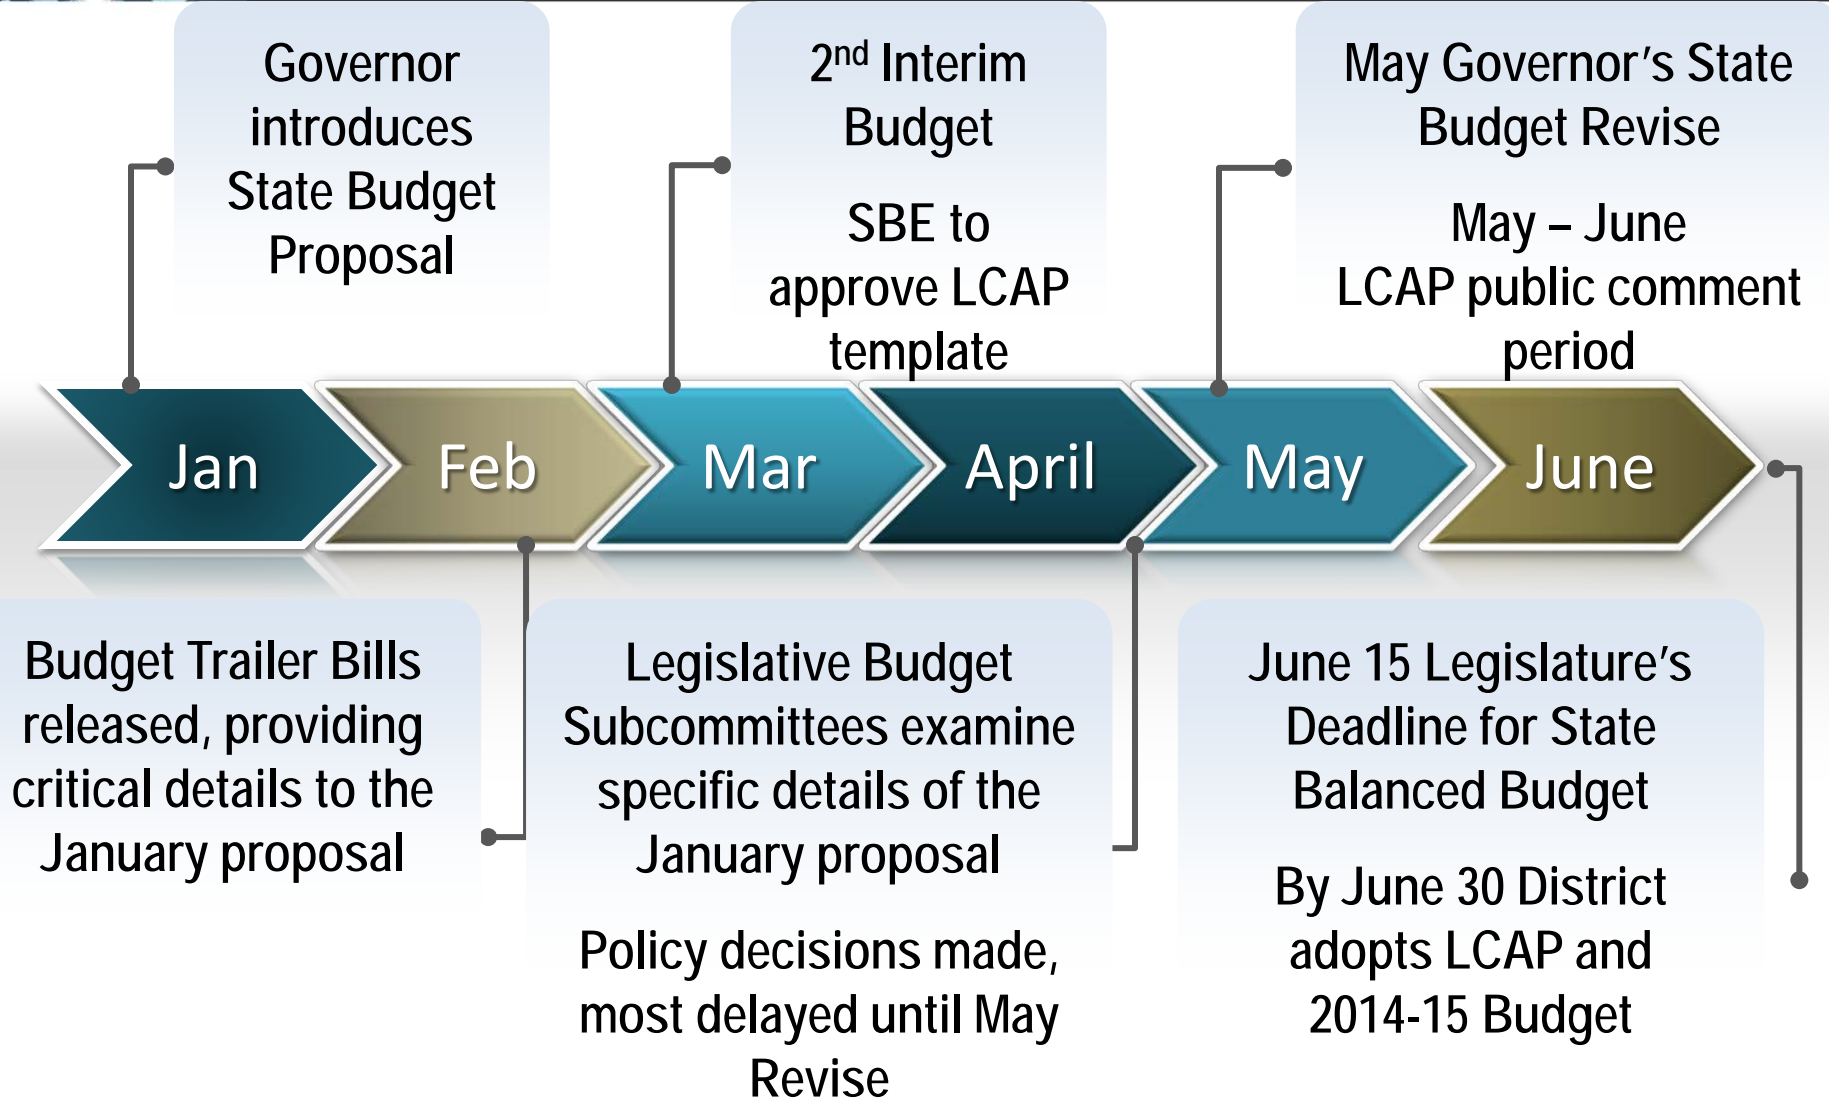 Governor
introduces
State Budget
Proposal
2nd Interim
Budget
SBE to
approve LCAP
template
May Governor’s State
Budget Revise
May – June
LCAP public comment
period
Jan
Feb
Mar
April
May
June
Budget Trailer Bills
released, providing
critical details to the
January proposal
Legislative Budget
Subcommittees examine
specific details of the
January proposal
Policy decisions made,
most delayed until May
Revise
June 15 Legislature’s
Deadline for State
Balanced Budget
By June 30 District
adopts LCAP and
2014-15 Budget